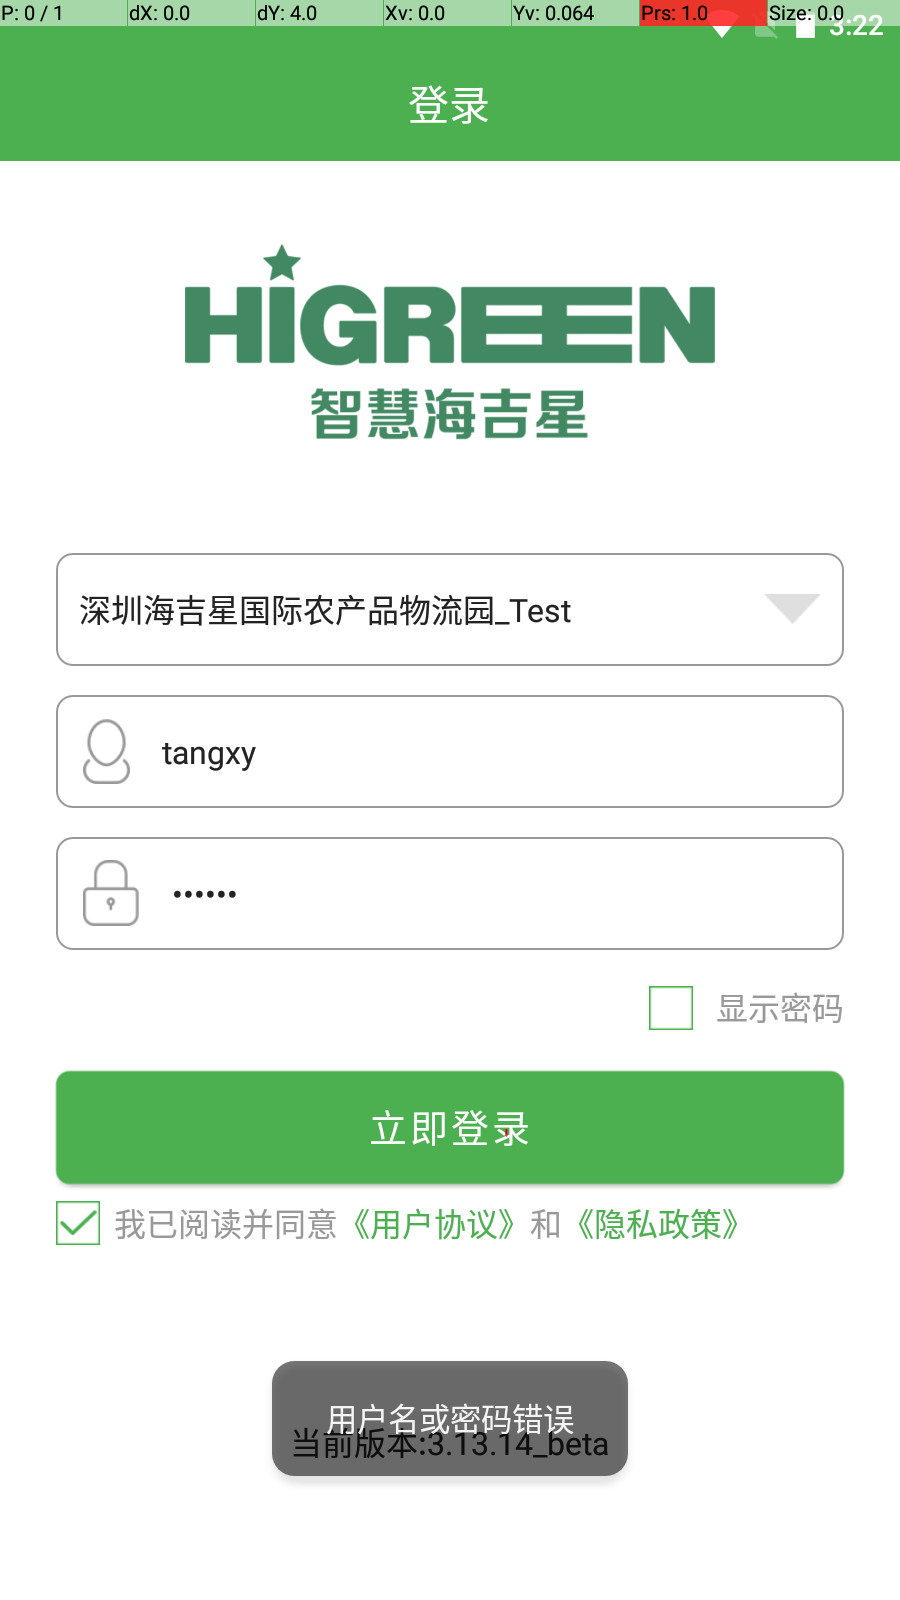 P: 0 / 1 dX: 0.0 dY: 4.0 Xv: 0.0 Yv: 0.064 Prs: 1.0 Size: 0.0
3:22
登录
HiGREEN
智慧海吉星
深圳海吉星国际农产品物流园_Test
tangxy
••••••
显示密码
立即登录
我已阅读并同意《用户协议》和《隐私政策》
用户名或密码错误
当前版本:3.13.14_beta